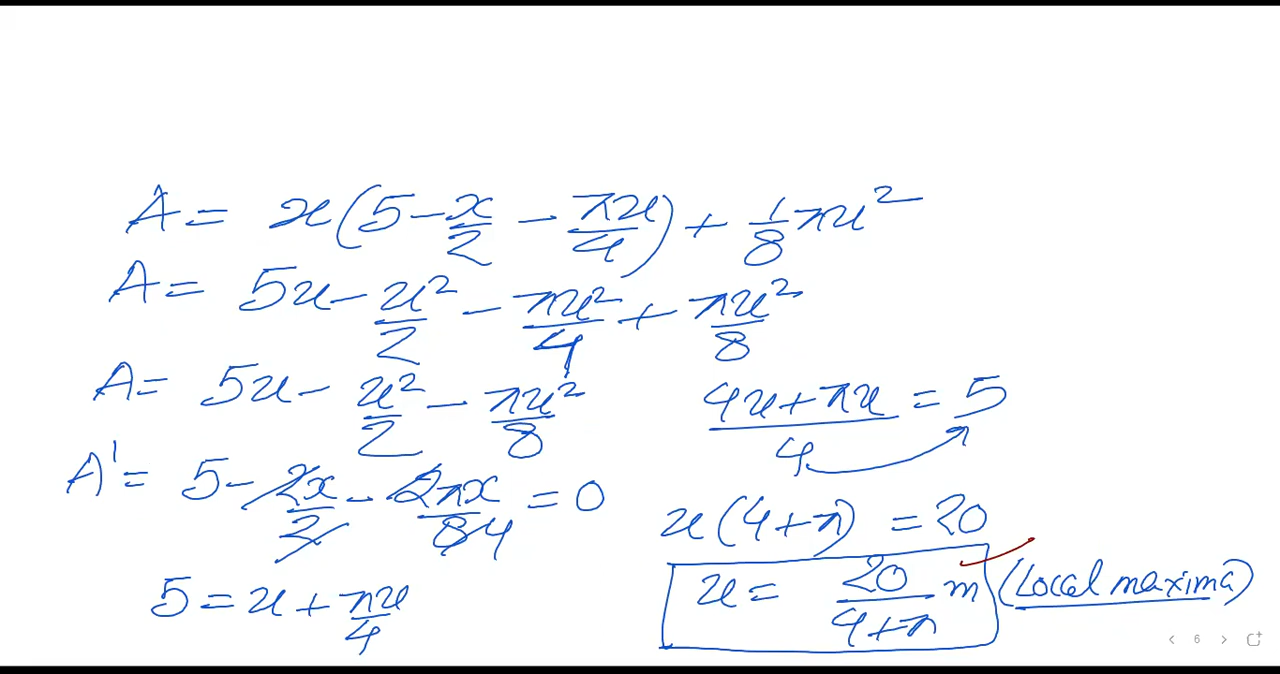 A = x(5 - x/2 - πx/4) + 1/8 πx²
A = 5x - x²/2 - πx²/4 + πx²/8
A = 5x - x²/2 - πx²/8
A' = 5 - 2x/2 - 2πx/8 4 = 0
5 = x + πx/4
(4x + πx)/4 = 5
x(4 + π) = 20
x = 20/(4 + π) m (Local maxima)
< 6 >